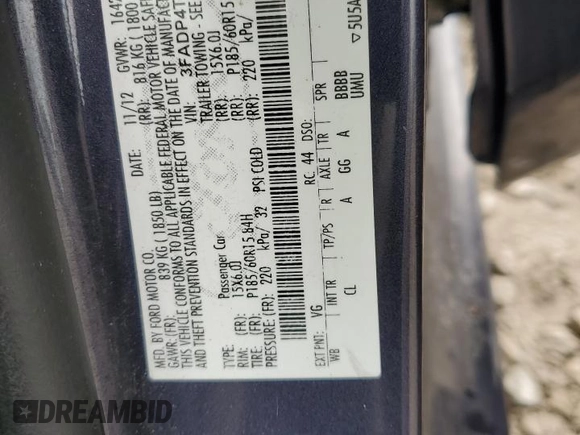 MFD. BY FORD MOTOR CO.
DATE: 11/12 GVWR: 1642
GAWR: (FR): 839 KG (1850 LB) (RR): 816 KG (1800
THIS VEHICLE CONFORMS TO ALL APPLICABLE FEDERAL MOTOR VEHICLE SAFE
AND THEFT PREVENTION STANDARDS IN EFFECT ON THE DATE OF MANUFACT
VIN: 3FADP4T
TYPE: Passenger Car TRAILER TOWING - SEE
RIM: (FR): 15X6.0J (RR): 15X6.0J
TIRE: (FR): P185/60R15 84H (RR): P185/60R15
PRESSURE: (FR): 220 kPa/ 32 PSI COLD (RR): 220 kPa/
EXT PNT: VG RC: 44 DSO:
WB INT TR TP/PS R AXLE TR SPR
CL A GG A BBBB
UMU
▽5U5A
DREAMBID